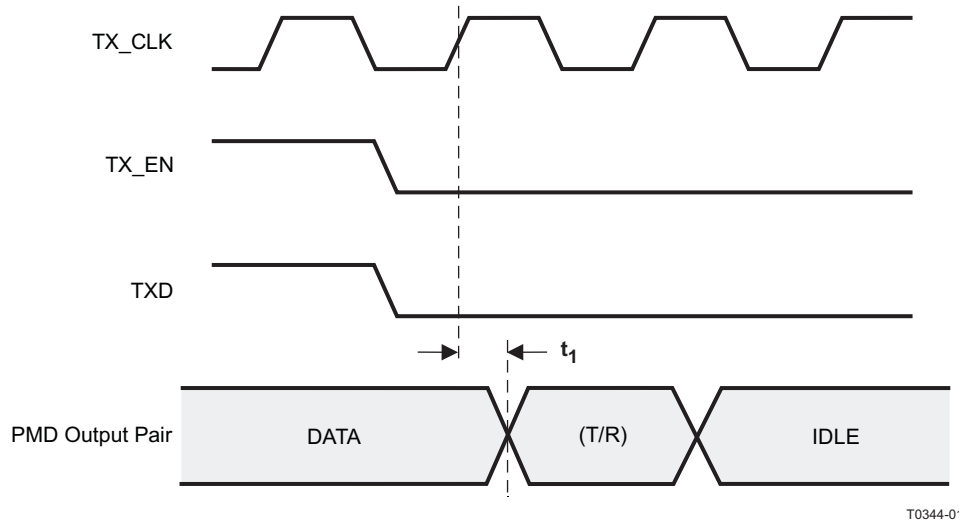 TX_CLK
TX_EN
TXD
t1
PMD Output Pair
DATA
(T/R)
IDLE
T0344-01